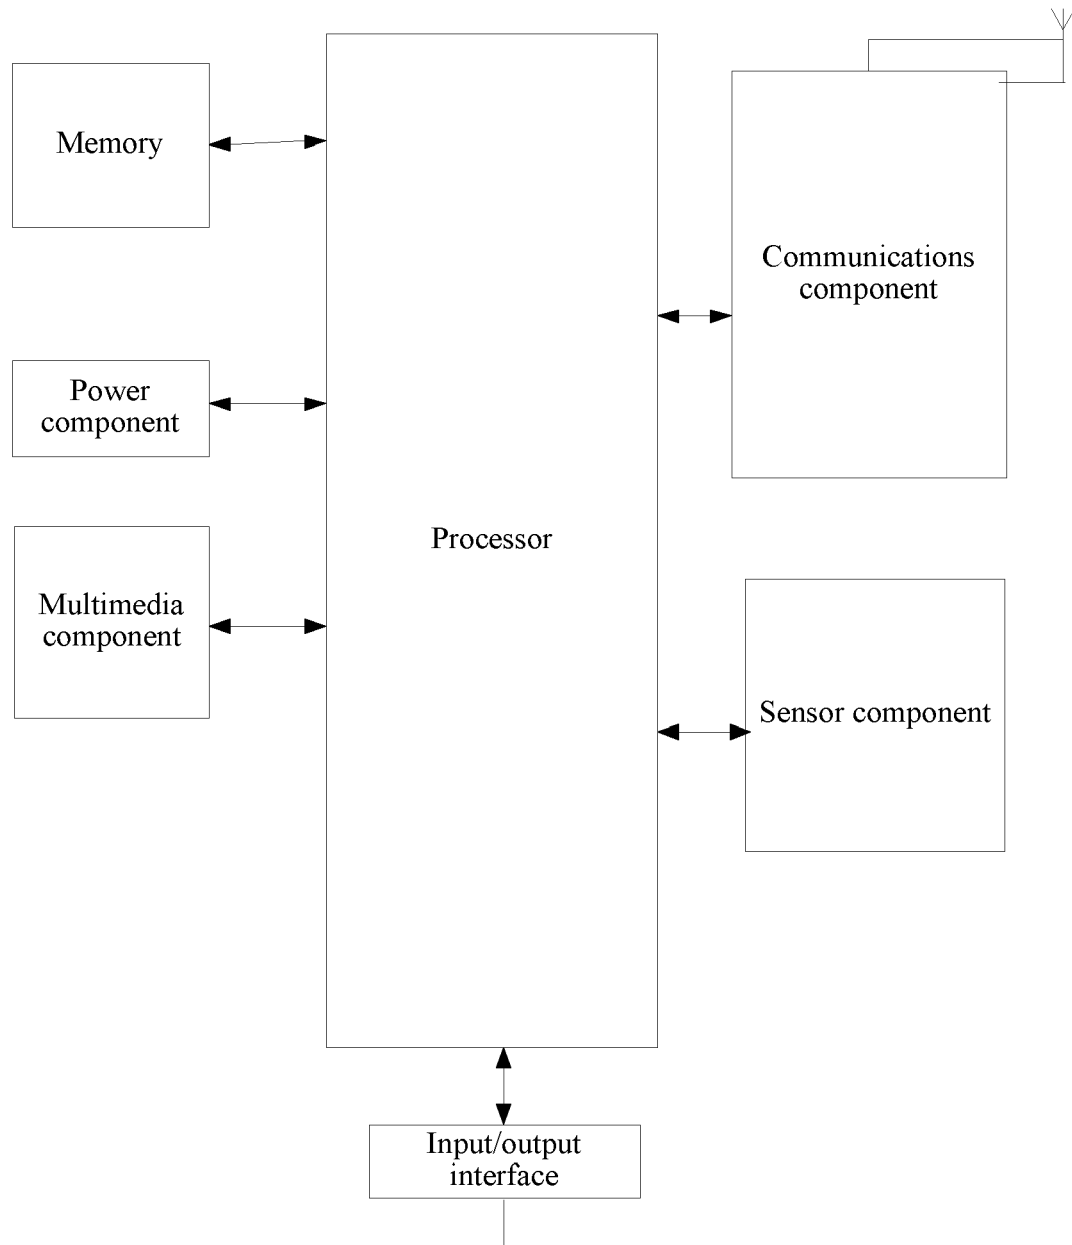 Memory
Communications
component
Power
component
Processor
Multimedia
component
Sensor component
Input/output
interface